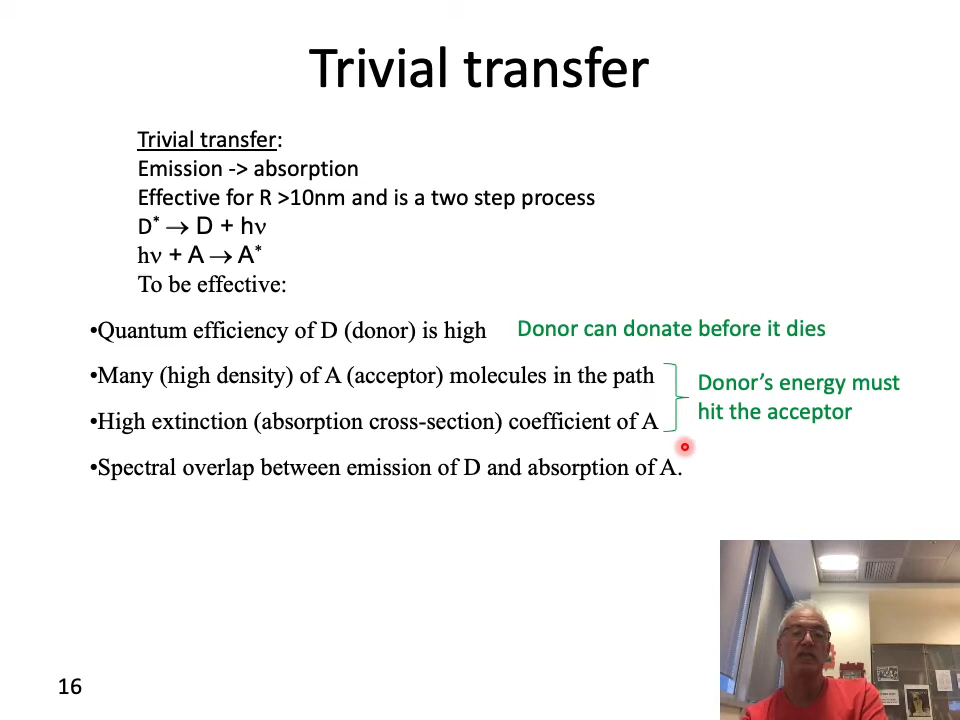 Trivial transfer
Trivial transfer:
Emission -> absorption
Effective for R >10nm and is a two step process
D* → D + hν
hν + A → A*
To be effective:
•Quantum efficiency of D (donor) is high
Donor can donate before it dies
•Many (high density) of A (acceptor) molecules in the path
•High extinction (absorption cross-section) coefficient of A
Donor’s energy must
hit the acceptor
•Spectral overlap between emission of D and absorption of A.
16